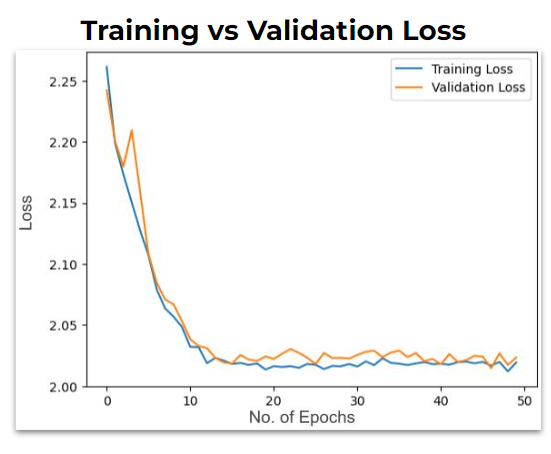 Training vs Validation Loss
Training Loss
Validation Loss
2.25
2.20
2.15
2.10
2.05
2.00
Loss
0
10
20
30
40
50
No. of Epochs